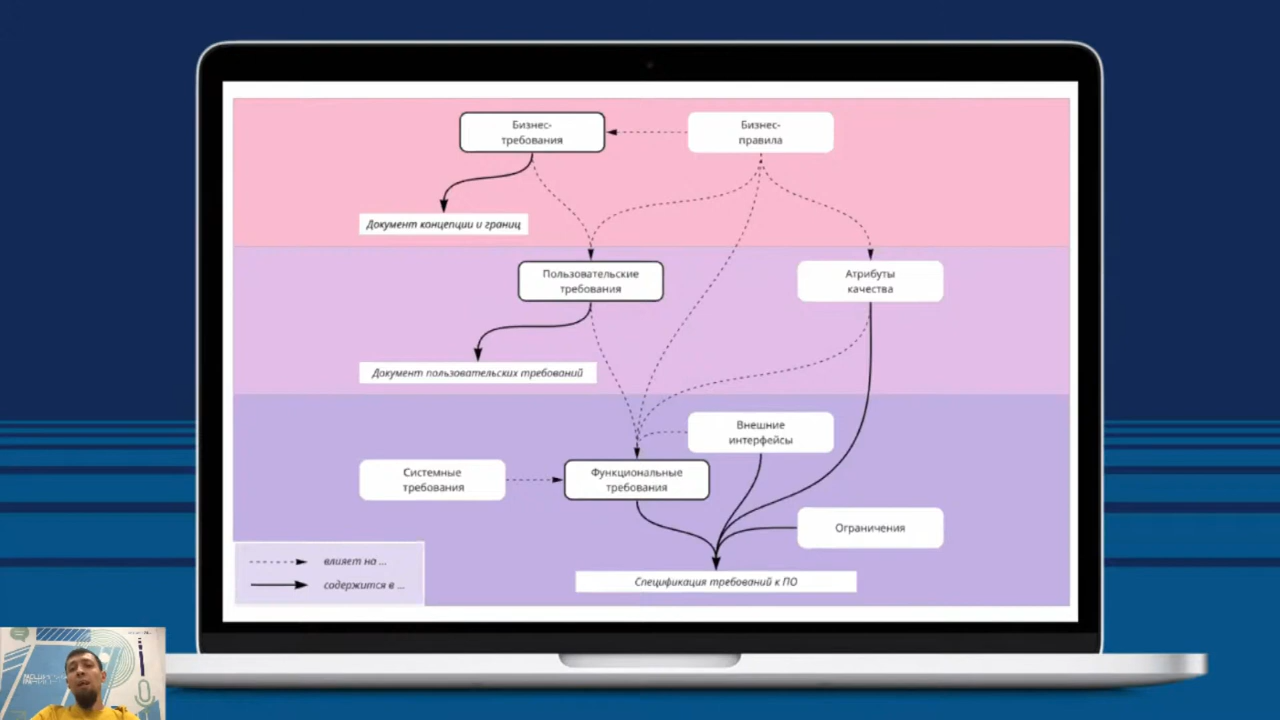 Бизнес-
требования
Бизнес-
правила
Документ концепции и границ
Пользовательские
требования
Атрибуты
качества
Документ пользовательских требований
Внешние
интерфейсы
Системные
требования
Функциональные
требования
Ограничения
влияет на ...
содержится в ...
Спецификация требований к ПО